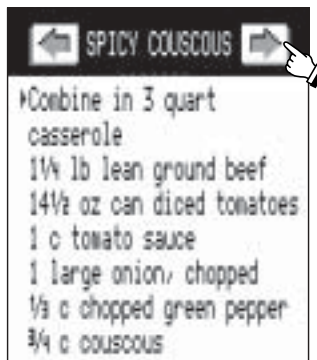 SPICY COUSCOUS
Combine in 3 quart
casserole
1¼ lb lean ground beef
14½ oz can diced tomatoes
1 c tomato sauce
1 large onion, chopped
⅓ c chopped green pepper
¾ c couscous